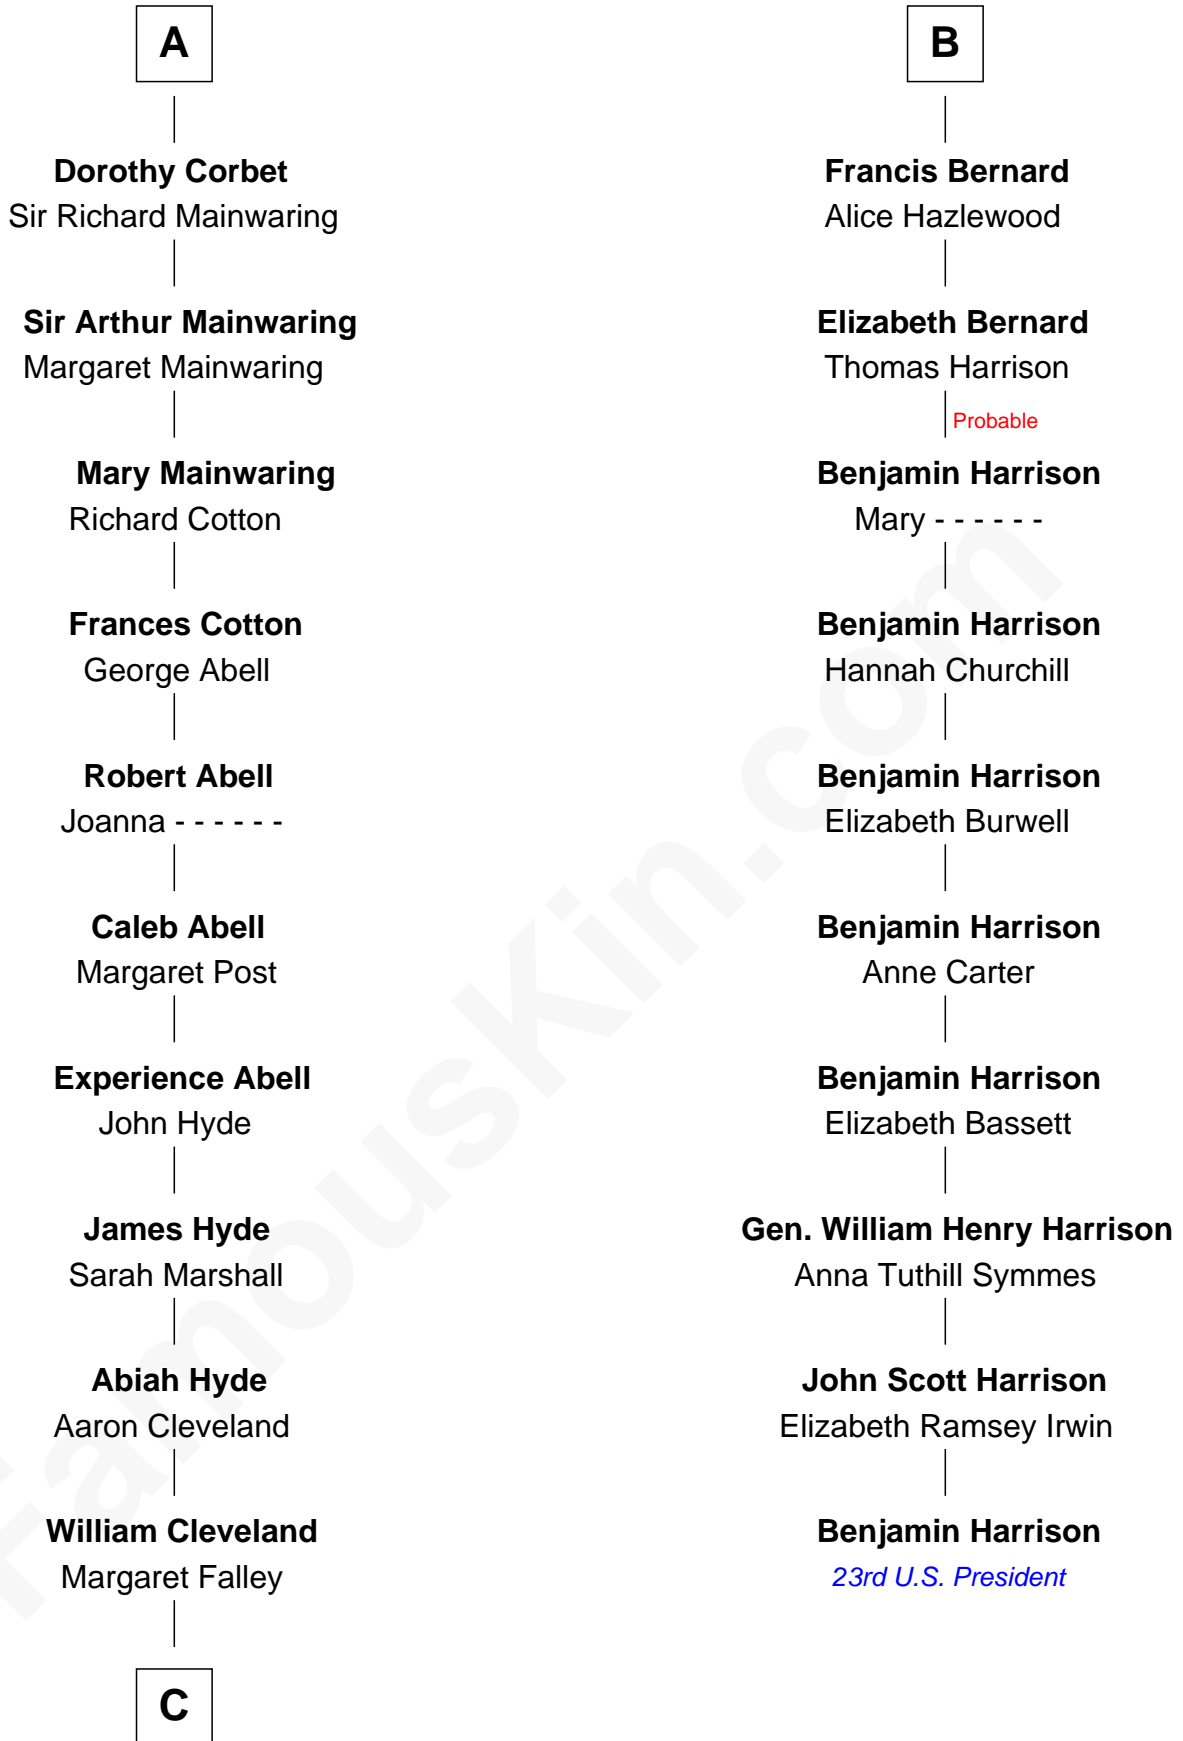 A
Dorothy Corbet
Sir Richard Mainwaring
Sir Arthur Mainwaring
Margaret Mainwaring
Mary Mainwaring
Richard Cotton
Frances Cotton
George Abell
Robert Abell
Joanna - - - - - -
Caleb Abell
Margaret Post
Experience Abell
John Hyde
James Hyde
Sarah Marshall
Abiah Hyde
Aaron Cleveland
William Cleveland
Margaret Falley
C
B
Francis Bernard
Alice Hazlewood
Elizabeth Bernard
Thomas Harrison
Probable
Benjamin Harrison
Mary - - - - - -
Benjamin Harrison
Hannah Churchill
Benjamin Harrison
Elizabeth Burwell
Benjamin Harrison
Anne Carter
Benjamin Harrison
Elizabeth Bassett
Gen. William Henry Harrison
Anna Tuthill Symmes
John Scott Harrison
Elizabeth Ramsey Irwin
Benjamin Harrison
23rd U.S. President
FamousKin.com